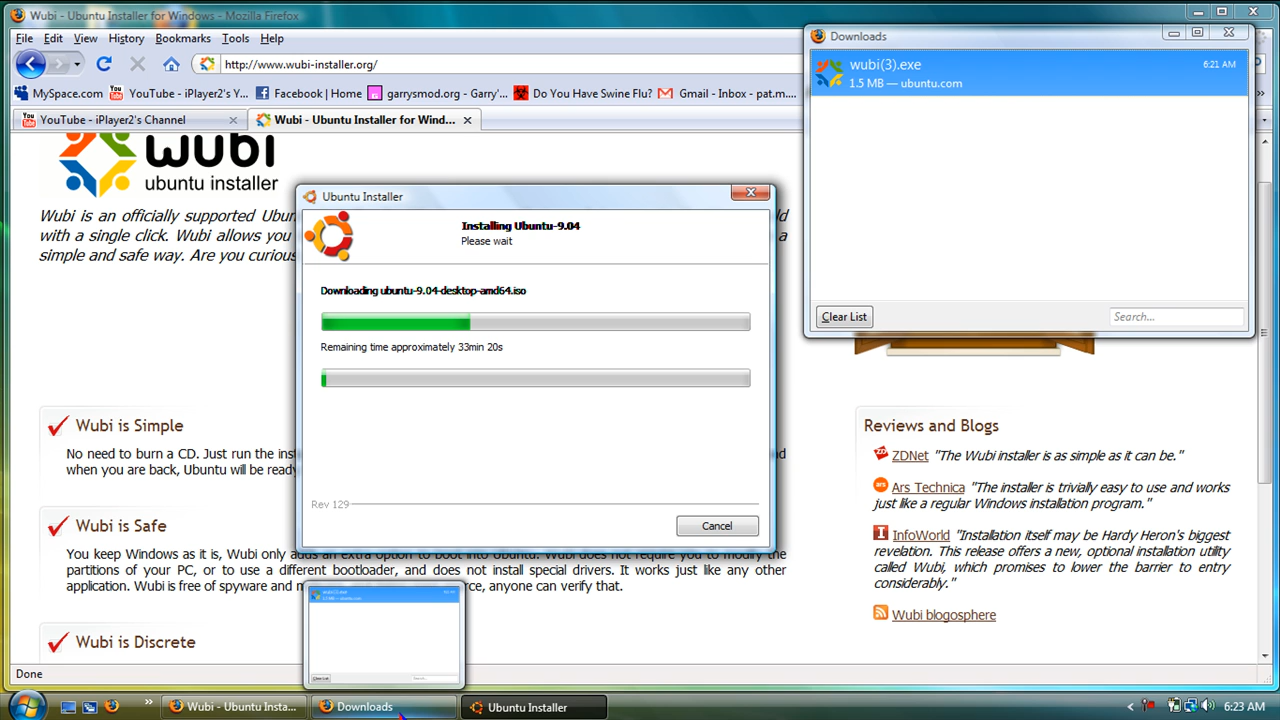 Wubi - Ubuntu Installer for Windows - Mozilla Firefox
File Edit View History Bookmarks Tools Help
http://www.wubi-installer.org/
MySpace.com YouTube - iPlayer2's Y... Facebook | Home garrysmod.org - Garry'... Do You Have Swine Flu? Gmail - Inbox - pat.m...
YouTube - iPlayer2's Channel Wubi - Ubuntu Installer for Wind...
Downloads
wubi(3).exe 6:21 AM
1.5 MB — ubuntu.com
Clear List Search...
wubi
ubuntu installer
Wubi is an officially supported Ubun
with a single click. Wubi allows you
simple and safe way. Are you curious
Ubuntu Installer
Installing Ubuntu-9.04
Please wait
Downloading ubuntu-9.04-desktop-amd64.iso
Remaining time approximately 33min 20s
Rev 129
Cancel
Wubi is Simple
No need to burn a CD. Just run the inst
when you are back, Ubuntu will be ready
Wubi is Safe
You keep Windows as it is, Wubi only adds an extra option to boot into Ubuntu. Wubi does not require you to modify the
partitions of your PC, or to use a different bootloader, and does not install special drivers. It works just like any other
application. Wubi is free of spyware and m source, anyone can verify that.
Wubi is Discrete
Reviews and Blogs
ZDNet "The Wubi installer is as simple as it can be."
Ars Technica "The installer is trivially easy to use and works
just like a regular Windows installation program."
InfoWorld "Installation itself may be Hardy Heron's biggest
revelation. This release offers a new, optional installation utility
called Wubi, which promises to lower the barrier to entry
considerably."
Wubi blogosphere
wubi(3).exe
Clear List
Done
Wubi - Ubuntu Insta... Downloads Ubuntu Installer 6:23 AM